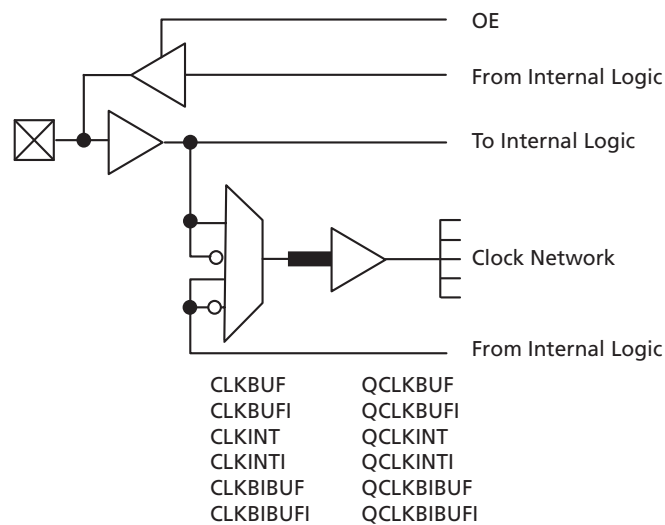 OE
From Internal Logic
To Internal Logic
Clock Network
From Internal Logic
CLKBUF QCLKBUF
CLKBUFI QCLKBUFI
CLKINT QCLKINT
CLKINTI QCLKINTI
CLKBIBUF QCLKBIBUF
CLKBIBUFI QCLKBIBUFI